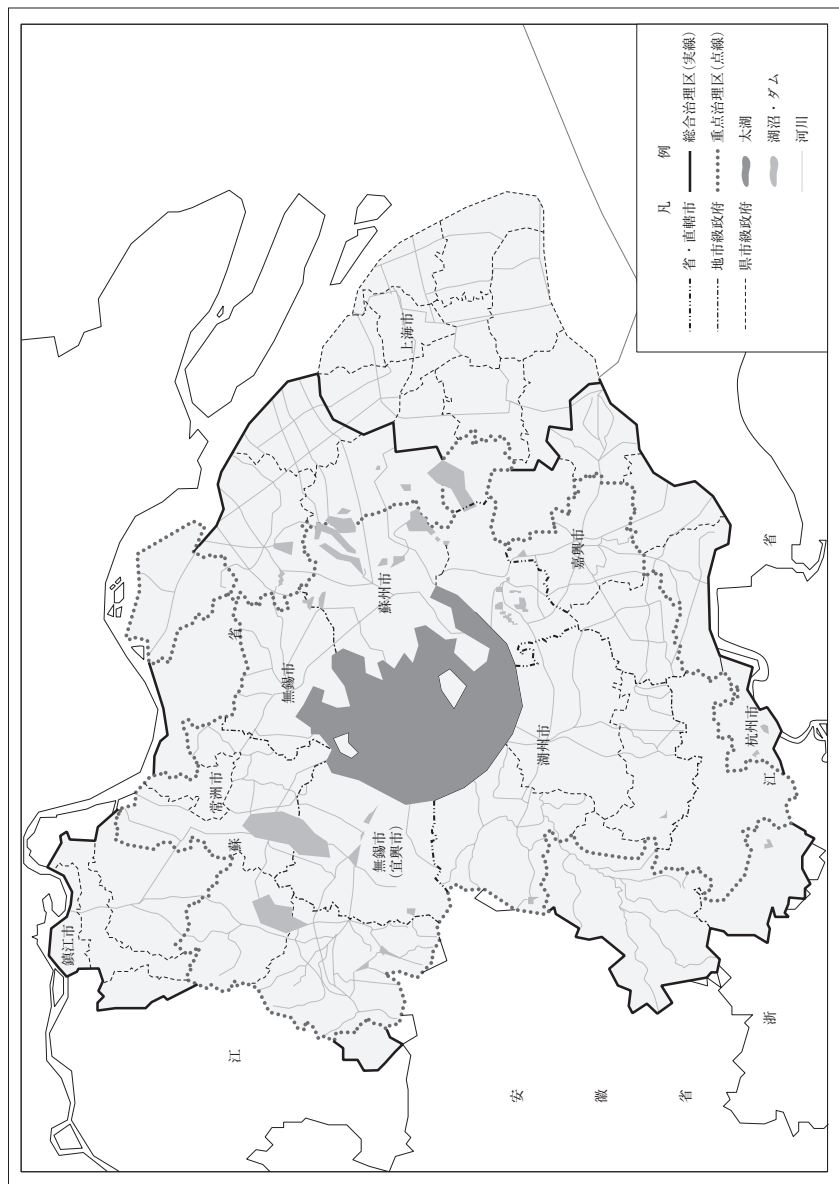 凡　例
省・直轄市
地市級政府
県市級政府
総合治理区(実線)
重点治理区(点線)
太湖
湖沼・ダム
河川
鎮江市
常洲市
無錫市
蘇州市
上海市
無錫市
(宜興市)
湖州市
嘉興市
杭州市
江
蘇
省
安
徽
省
浙
江
省